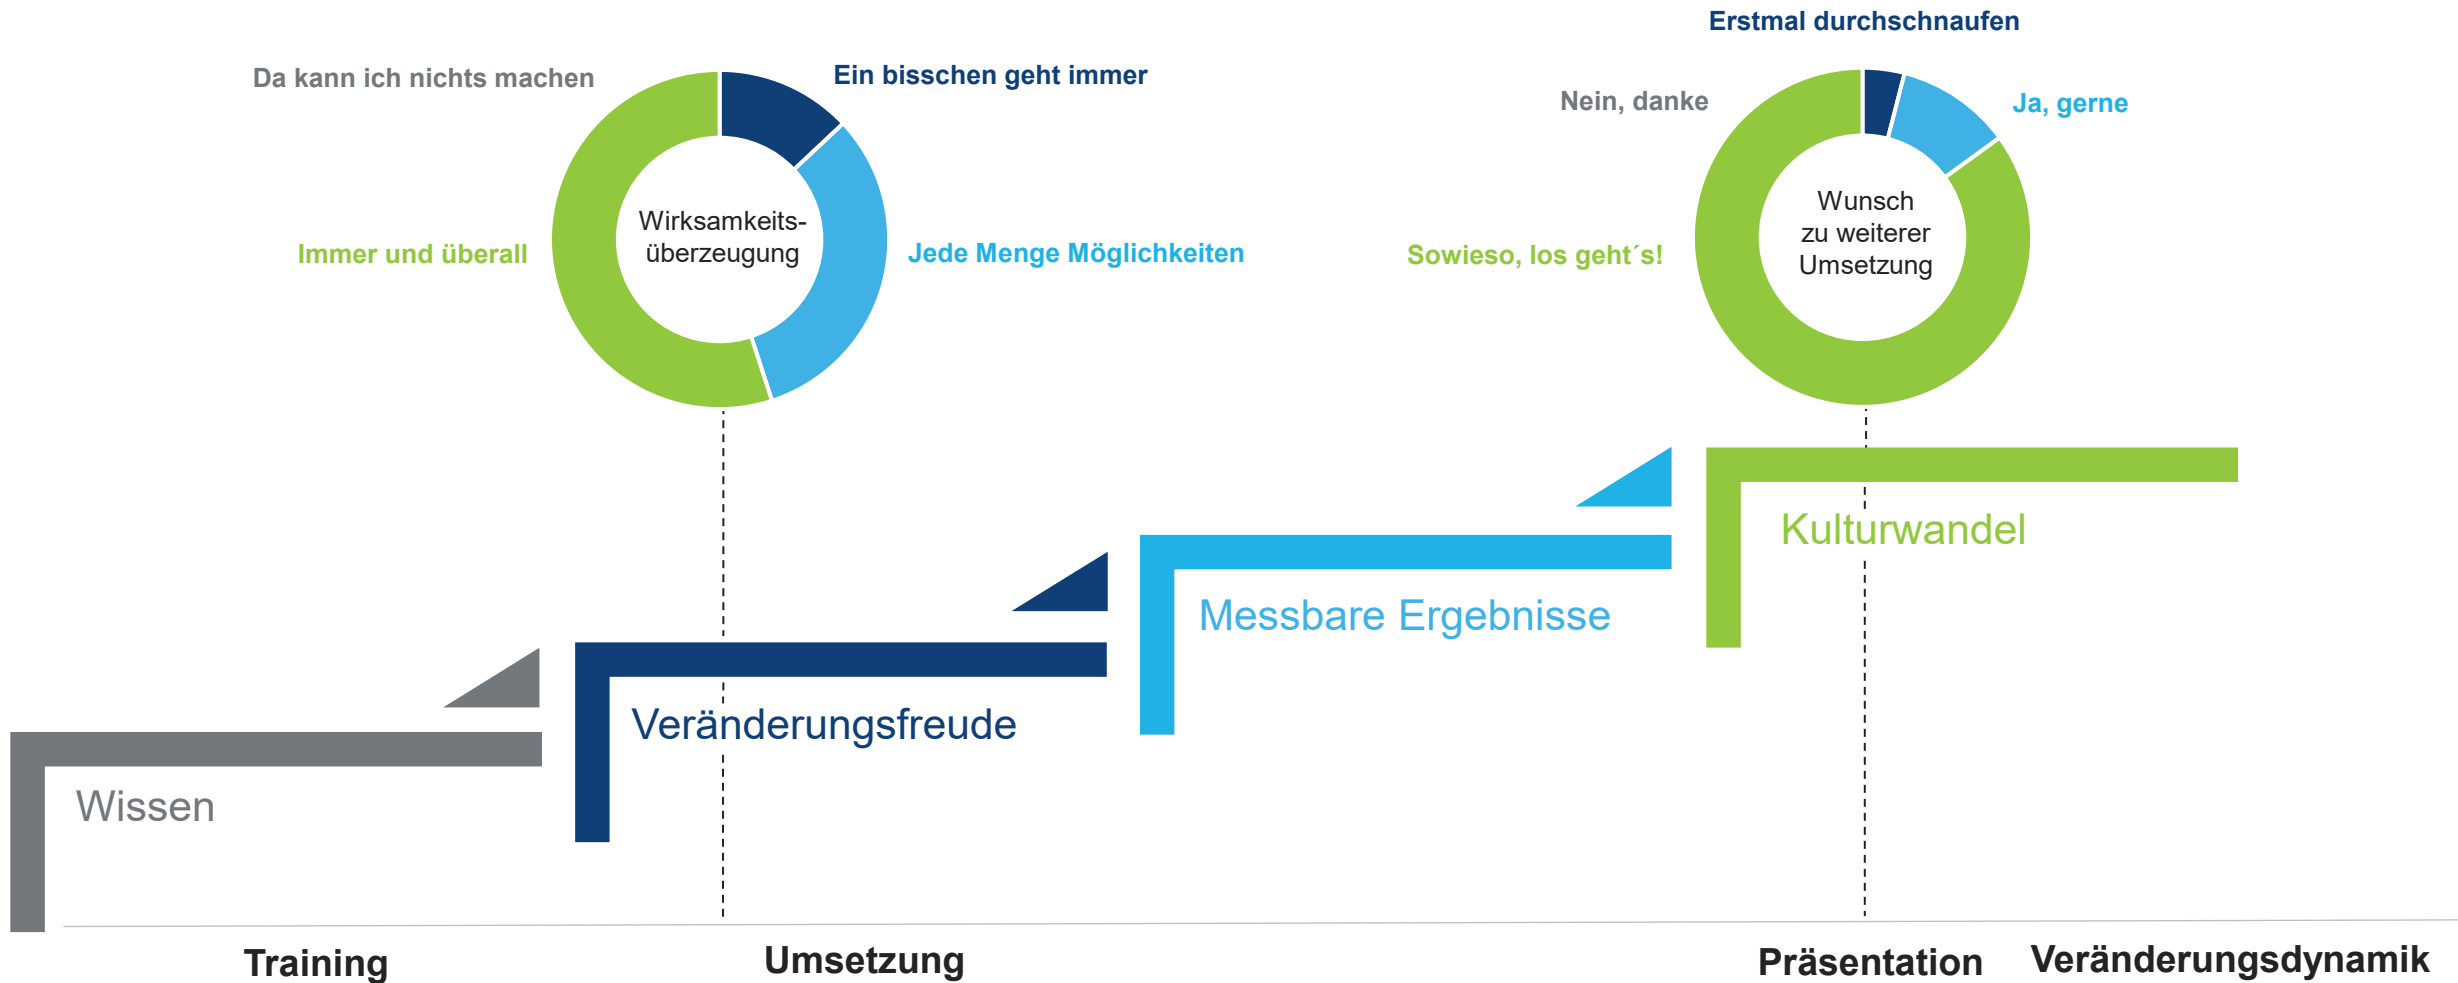 Erstmal durchschnaufen
Da kann ich nichts machen
Ein bisschen geht immer
Nein, danke
Ja, gerne
Wirksamkeits-
überzeugung
Immer und überall
Jede Menge Möglichkeiten
Wunsch
zu weiterer
Umsetzung
Sowieso, los geht´s!
Kulturwandel
Messbare Ergebnisse
Veränderungsfreude
Wissen
Training
Umsetzung
Präsentation
Veränderungsdynamik